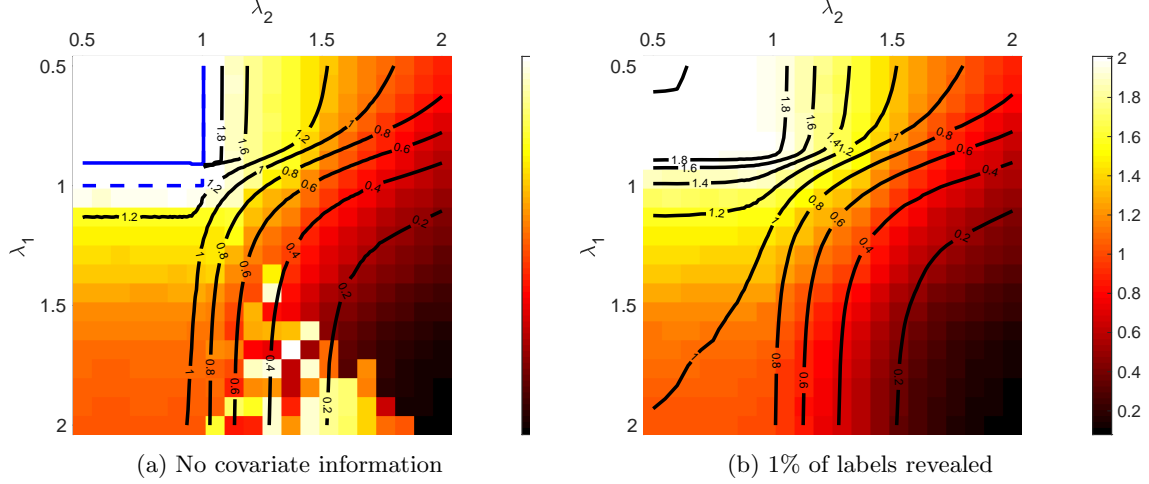 λ2 λ2
0.5 1 1.5 2 0.5 1 1.5 2
0.5 0.5 2
1.8 1.6 1.2 1 0.8 0.6 1.8 1.6 1.4 1.2 1 0.8 0.6 1.8
1.6
1 1.2 1 0.8 0.6 0.4 1 1.8 1.6 1.4 0.4 1.4
1.2 0.2 1.2 1 0.8 0.6 0.2 1.2
λ1 1 0.8 0.6 0.4 λ1 0.4 1
1.5 0.2 1.5 0.8
1 0.8 0.6 0.4 1 0.8 0.6 0.2 0.6
0.2 0.4
2 2 0.2
(a) No covariate information (b) 1% of labels revealed